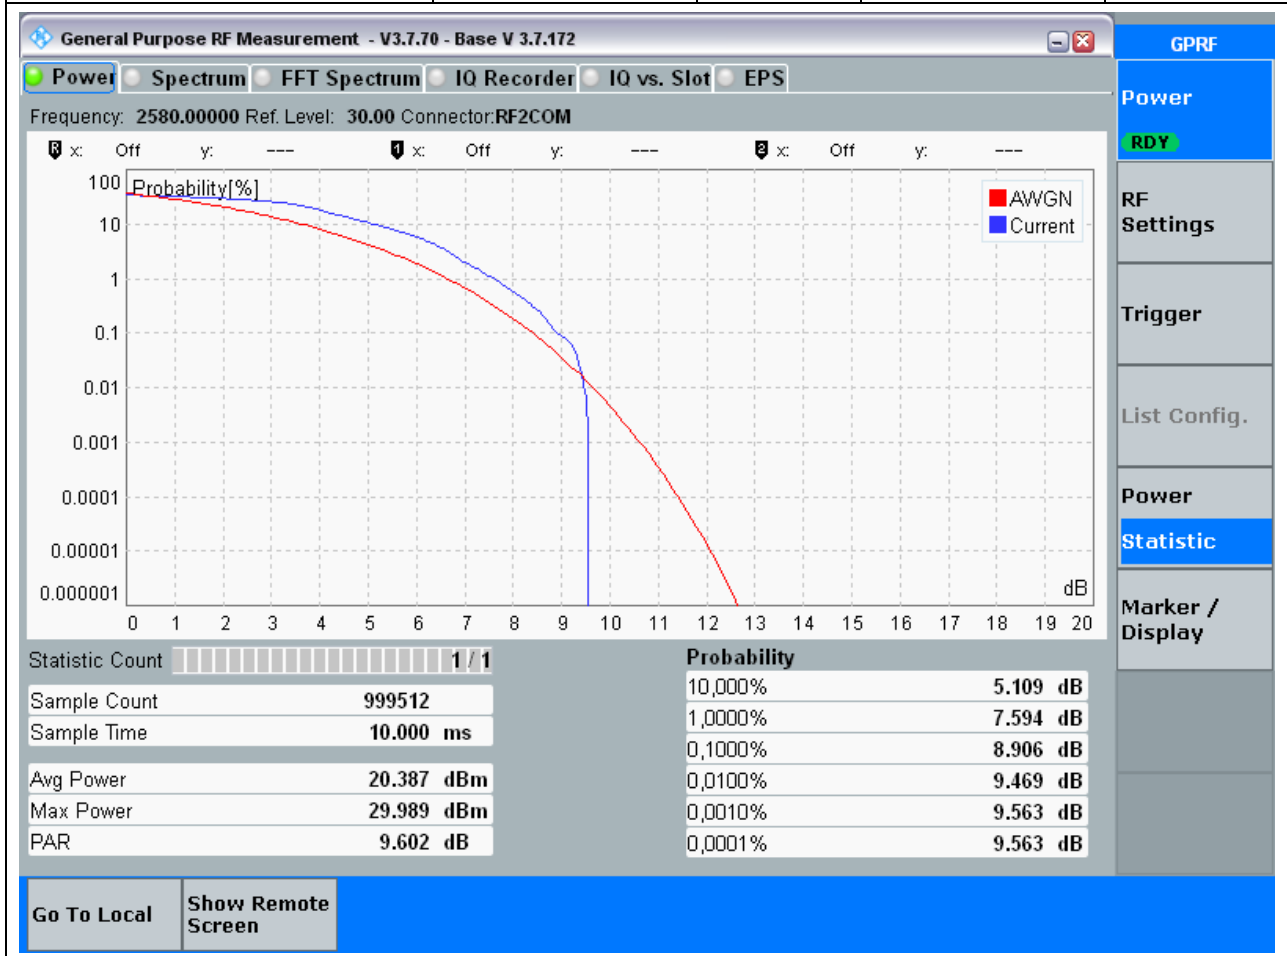 General Purpose RF Measurement - V3.7.70 - Base V 3.7.172
GPRF
Power Spectrum FFT Spectrum IQ Recorder IQ vs. Slot EPS
Frequency: 2580.00000 Ref. Level: 30.00 Connector:RF2COM
R x: Off y: --- 1 x: Off y: --- 2 x: Off y: ---
Probability[%]
100
10
1
0.1
0.01
0.001
0.0001
0.00001
0.000001
AWGN
Current
dB
0 1 2 3 4 5 6 7 8 9 10 11 12 13 14 15 16 17 18 19 20
Statistic Count 1 / 1
Sample Count 999512
Sample Time 10.000 ms
Avg Power 20.387 dBm
Max Power 29.989 dBm
PAR 9.602 dB
Probability
10,000% 5.109 dB
1,0000% 7.594 dB
0,1000% 8.906 dB
0,0100% 9.469 dB
0,0010% 9.563 dB
0,0001% 9.563 dB
Power
RDY
RF
Settings
Trigger
List Config.
Power
Statistic
Marker /
Display
Go To Local
Show Remote
Screen